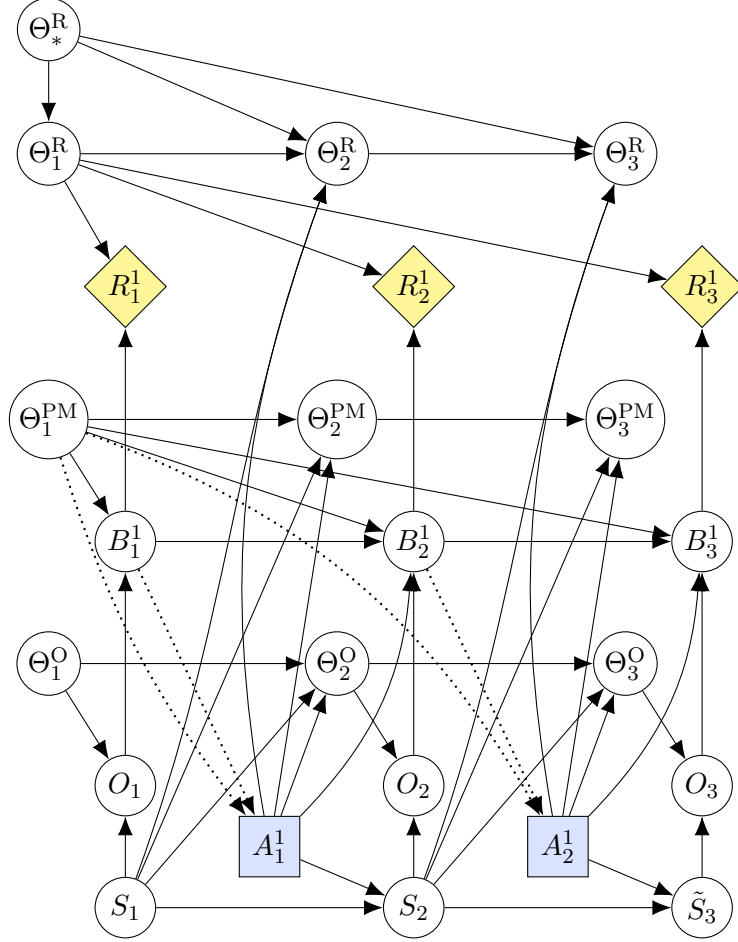 Θ^R_*
Θ^R_1 Θ^R_2 Θ^R_3
R^1_1 R^1_2 R^1_3
Θ^PM_1 Θ^PM_2 Θ^PM_3
B^1_1 B^1_2 B^1_3
Θ^O_1 Θ^O_2 Θ^O_3
O_1 O_2 O_3
A^1_1 A^1_2
S_1 S_2 S̃_3